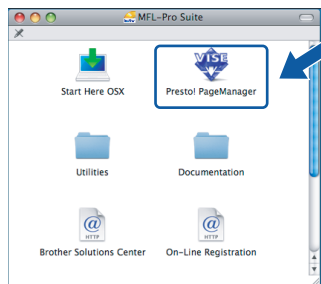 MFL-Pro Suite
VISE
Start Here OSX
Presto! PageManager
Utilities
Documentation
@
HTTP
@
HTTP
Brother Solutions Center
On-Line Registration